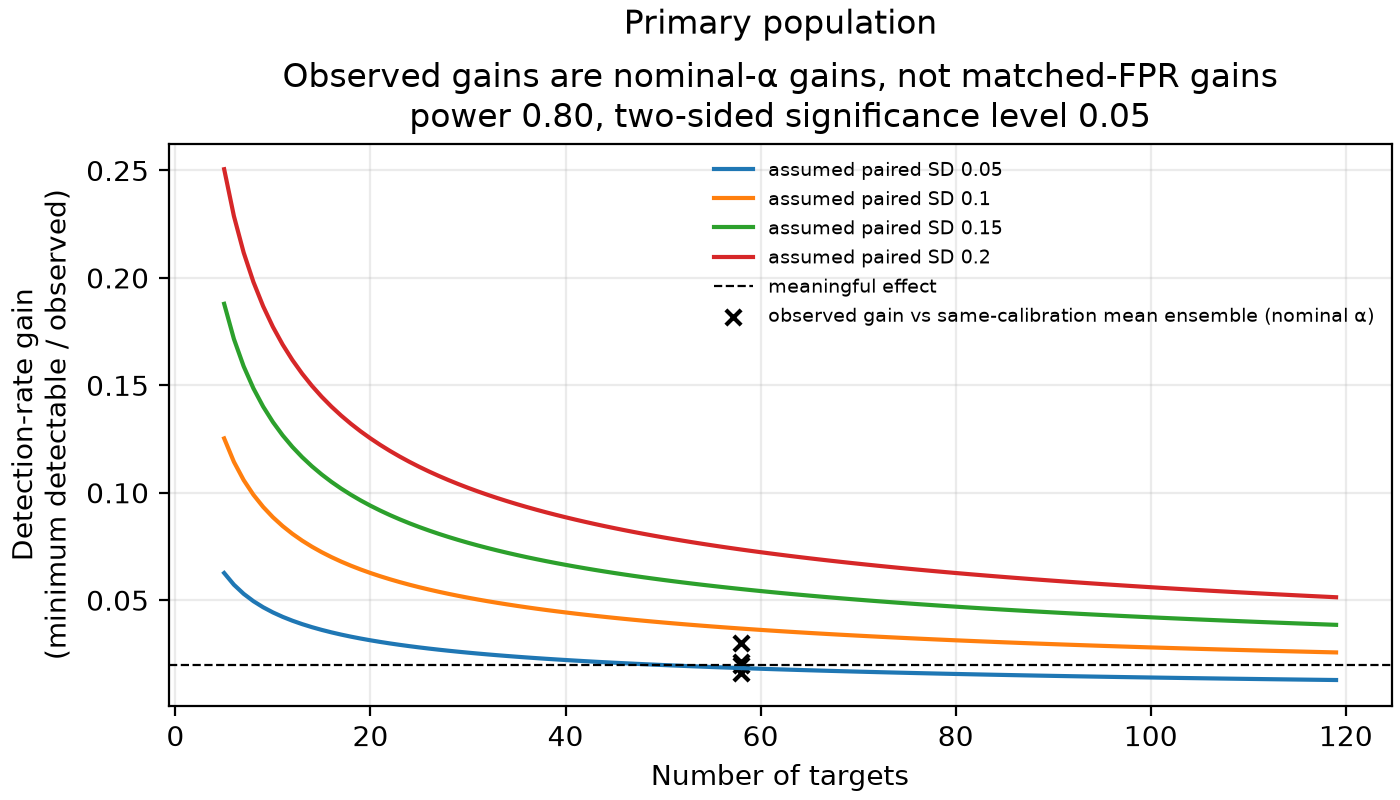 Primary population
Observed gains are nominal-α gains, not matched-FPR gains
power 0.80, two-sided significance level 0.05
Detection-rate gain
(minimum detectable / observed)
0.25
0.20
0.15
0.10
0.05
assumed paired SD 0.05
assumed paired SD 0.1
assumed paired SD 0.15
assumed paired SD 0.2
meaningful effect
observed gain vs same-calibration mean ensemble (nominal α)
0
20
40
60
80
100
120
Number of targets